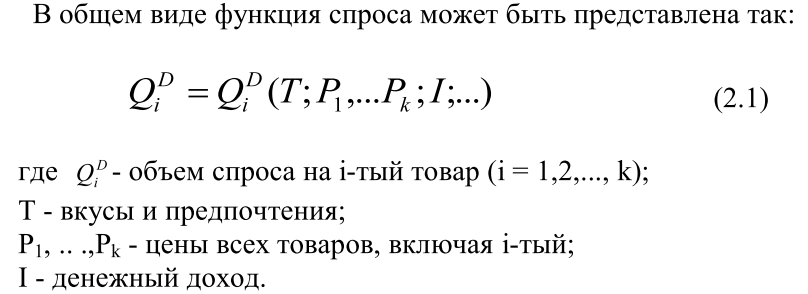 В общем виде функция спроса может быть представлена так:
Q_i^D = Q_i^D (T; P_1,...P_k; I;...) (2.1)
где Q_i^D - объем спроса на i-тый товар (i = 1,2,..., k);
Т - вкусы и предпочтения;
P_1, .. .,P_k - цены всех товаров, включая i-тый;
I - денежный доход.